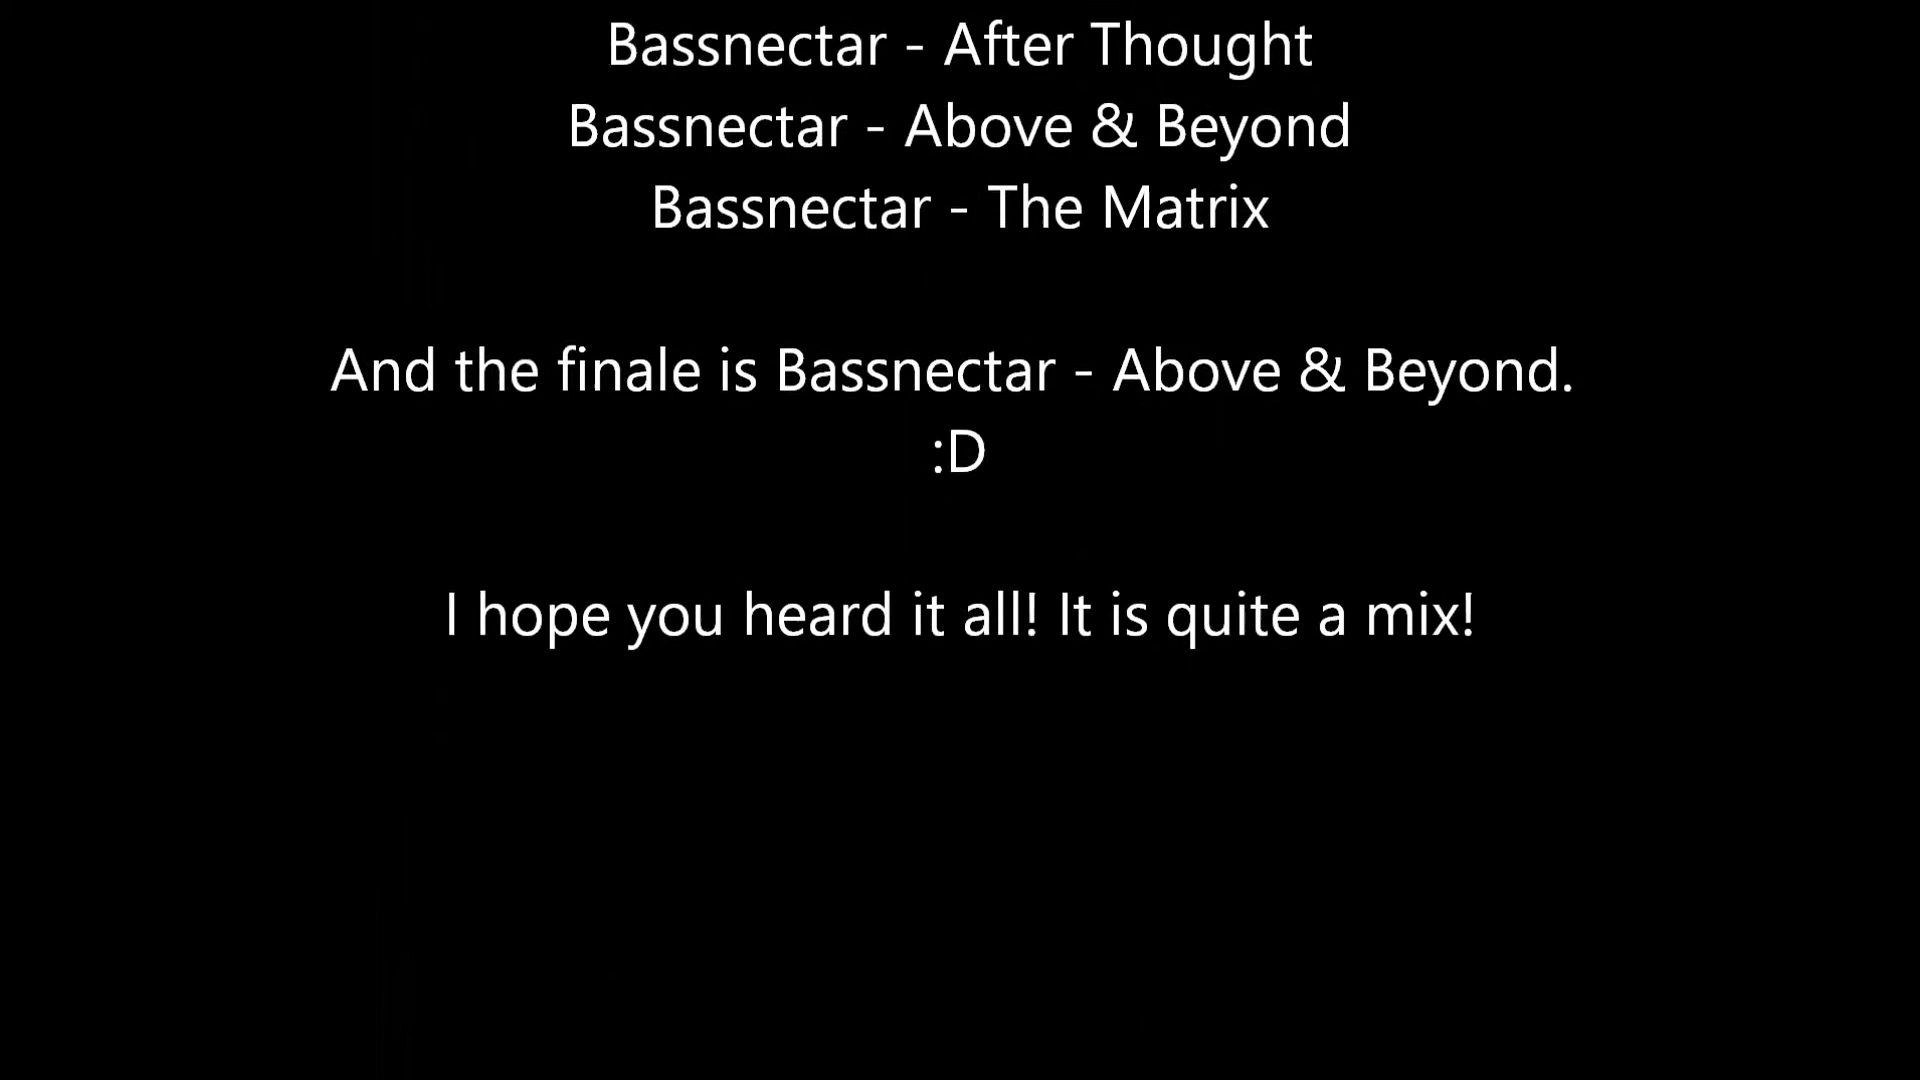 Bassnectar - After Thought
Bassnectar - Above & Beyond
Bassnectar - The Matrix
And the finale is Bassnectar - Above & Beyond.
:D
I hope you heard it all! It is quite a mix!